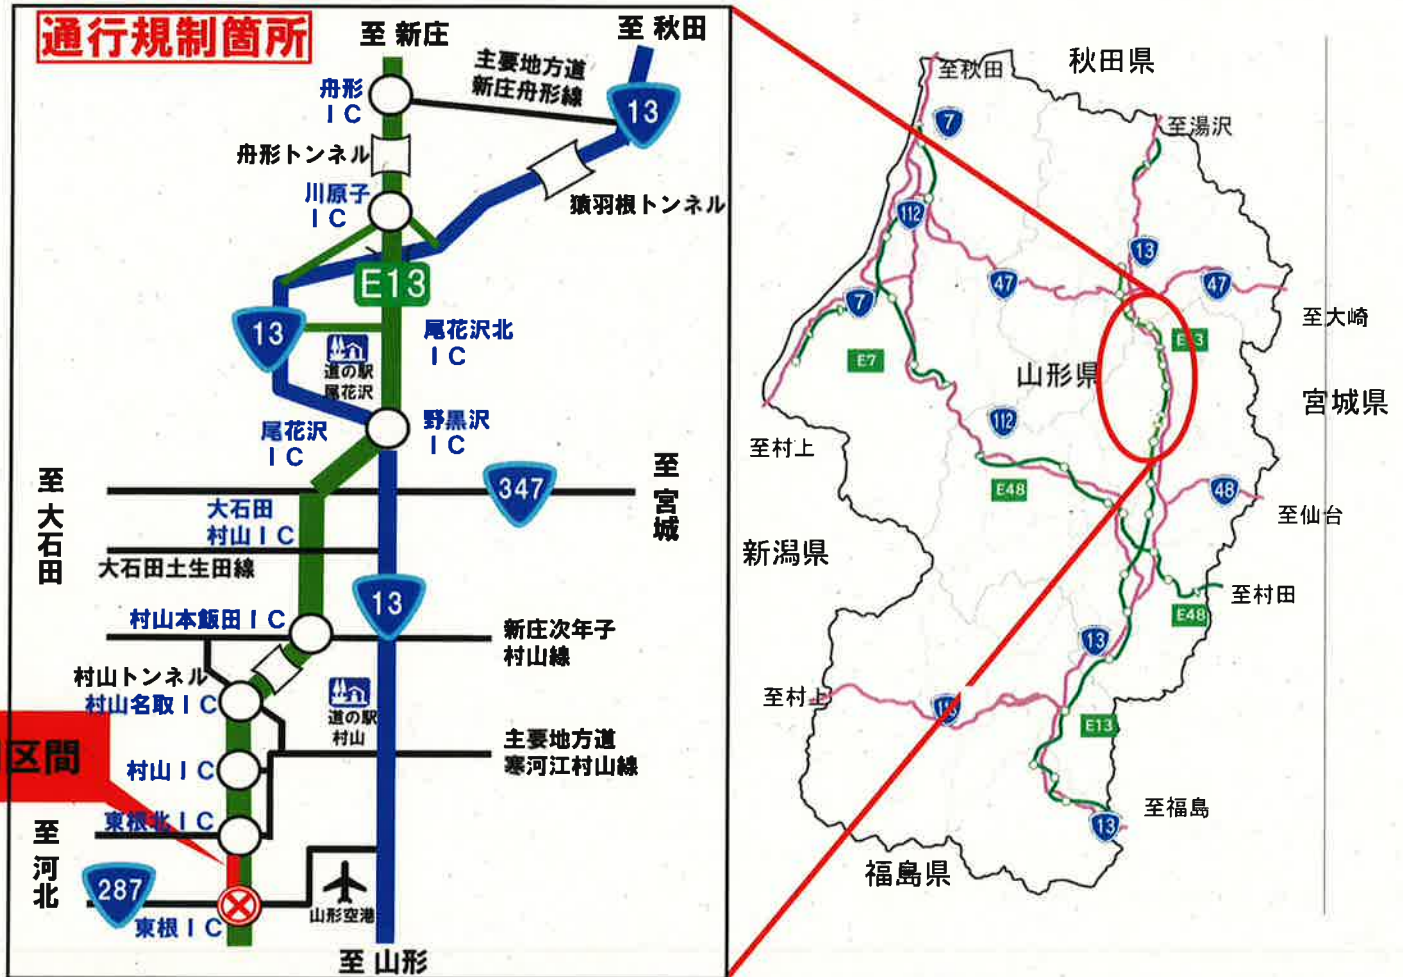 通行規制箇所
至 新庄
至 秋田
主要地方道
新庄舟形線
舟形
IC
13
舟形トンネル
川原子
IC
猿羽根トンネル
E13
13
尾花沢北
IC
道の駅
尾花沢
尾花沢
IC
野黒沢
IC
至 大石田
347
至 宮城
大石田
村山IC
大石田土生田線
13
村山本飯田IC
新庄次年子
村山線
村山トンネル
村山名取IC
道の駅
村山
区間
主要地方道
寒河江村山線
村山IC
東根北IC
至 河北
287
山形空港
東根IC
至 山形
秋田県
至秋田
7
至湯沢
112
13
47
47
7
至大崎
E13
E7
山形県
宮城県
112
至村上
E48
48
至仙台
新潟県
至村田
E48
13
至村上
E13
至福島
13
福島県